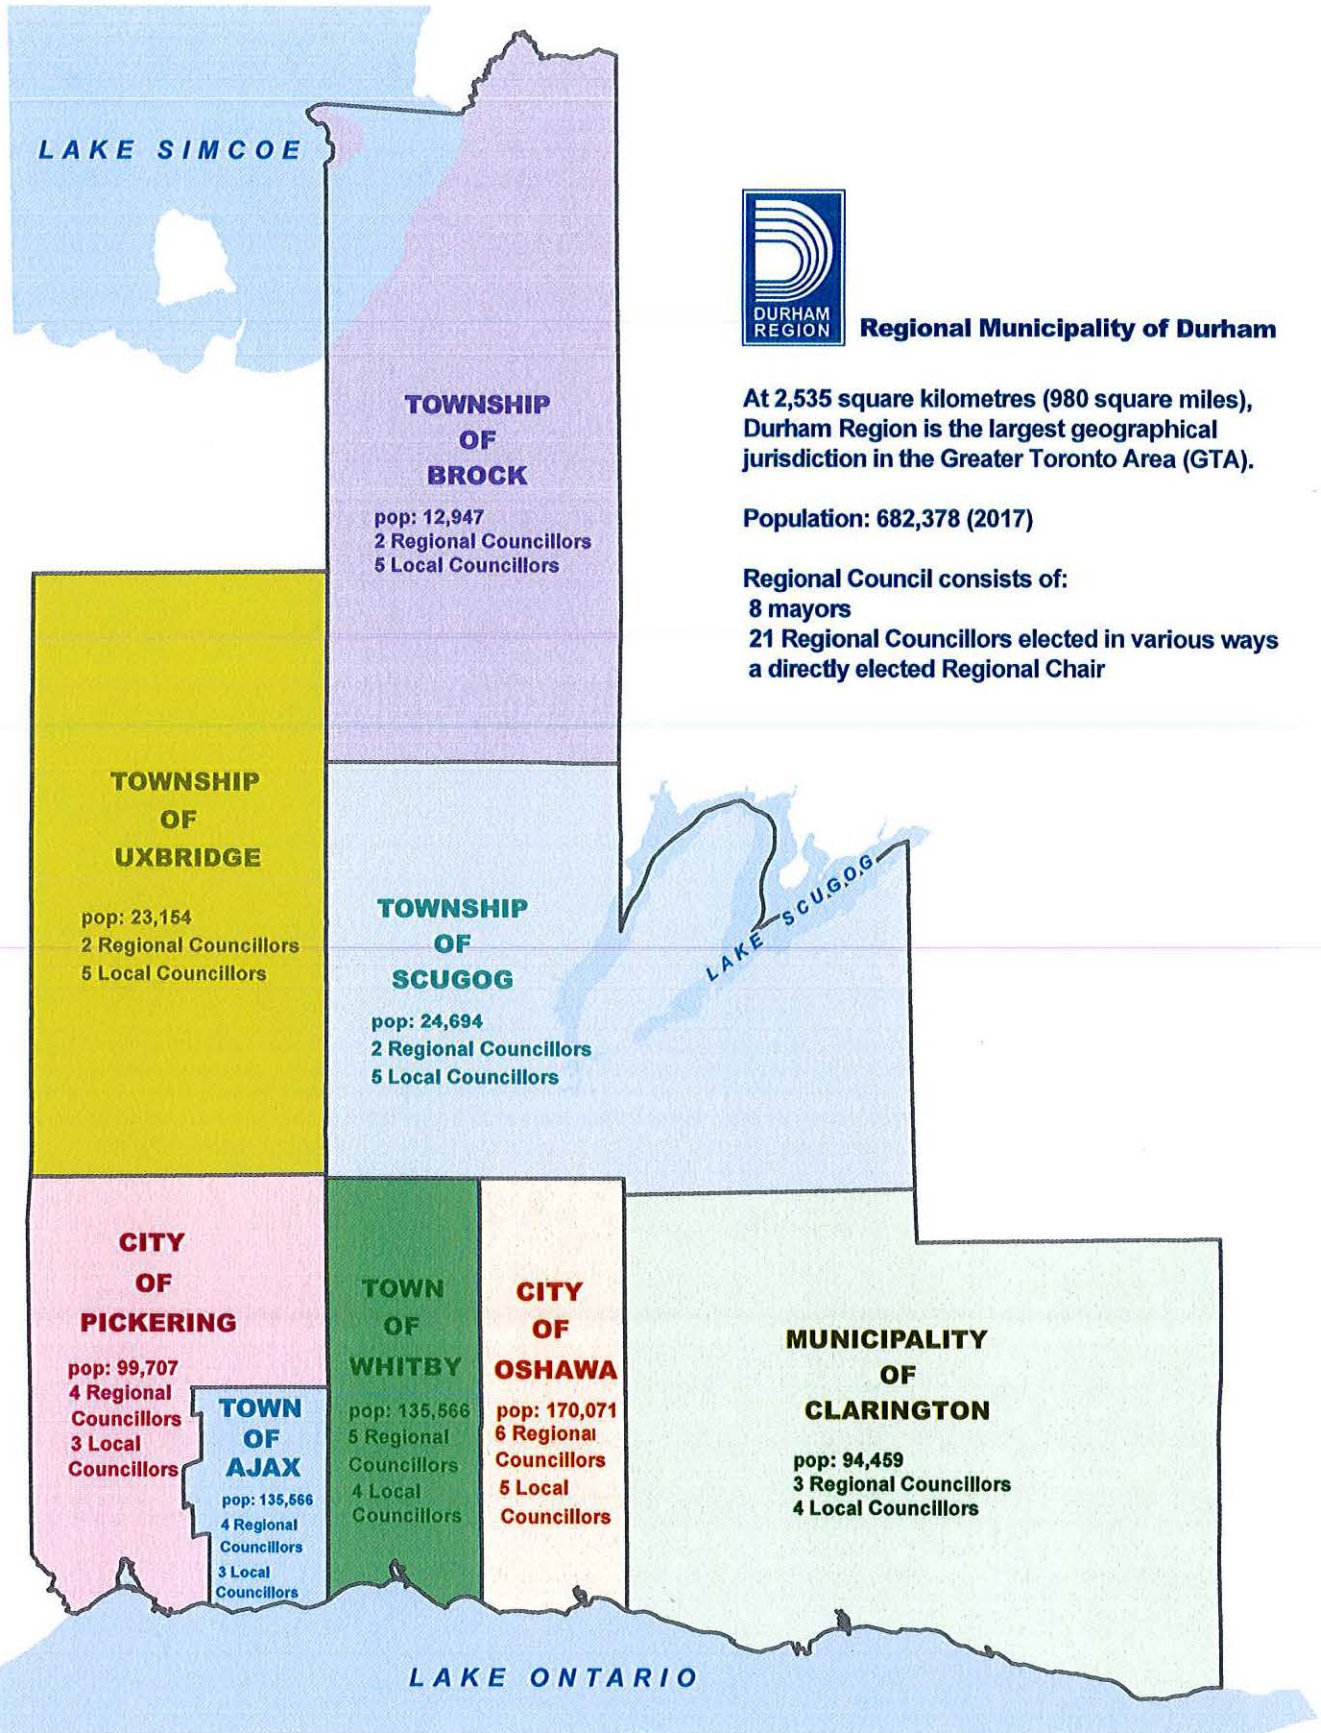 LAKE SIMCOE
DURHAM
REGION
Regional Municipality of Durham
At 2,535 square kilometres (980 square miles),
Durham Region is the largest geographical
jurisdiction in the Greater Toronto Area (GTA).
Population: 682,378 (2017)
Regional Council consists of:
8 mayors
21 Regional Councillors elected in various ways
a directly elected Regional Chair
TOWNSHIP
OF
BROCK
pop: 12,947
2 Regional Councillors
5 Local Councillors
TOWNSHIP
OF
UXBRIDGE
pop: 23,154
2 Regional Councillors
5 Local Councillors
TOWNSHIP
OF
SCUGOG
pop: 24,694
2 Regional Councillors
5 Local Councillors
LAKE SCUGOG
CITY
OF
PICKERING
pop: 99,707
4 Regional
Councillors
3 Local
Councillors
TOWN
OF
AJAX
pop: 135,566
4 Regional
Councillors
3 Local
Councillors
TOWN
OF
WHITBY
pop: 135,566
5 Regional
Councillors
4 Local
Councillors
CITY
OF
OSHAWA
pop: 170,071
6 Regional
Councillors
5 Local
Councillors
MUNICIPALITY
OF
CLARINGTON
pop: 94,459
3 Regional Councillors
4 Local Councillors
LAKE ONTARIO